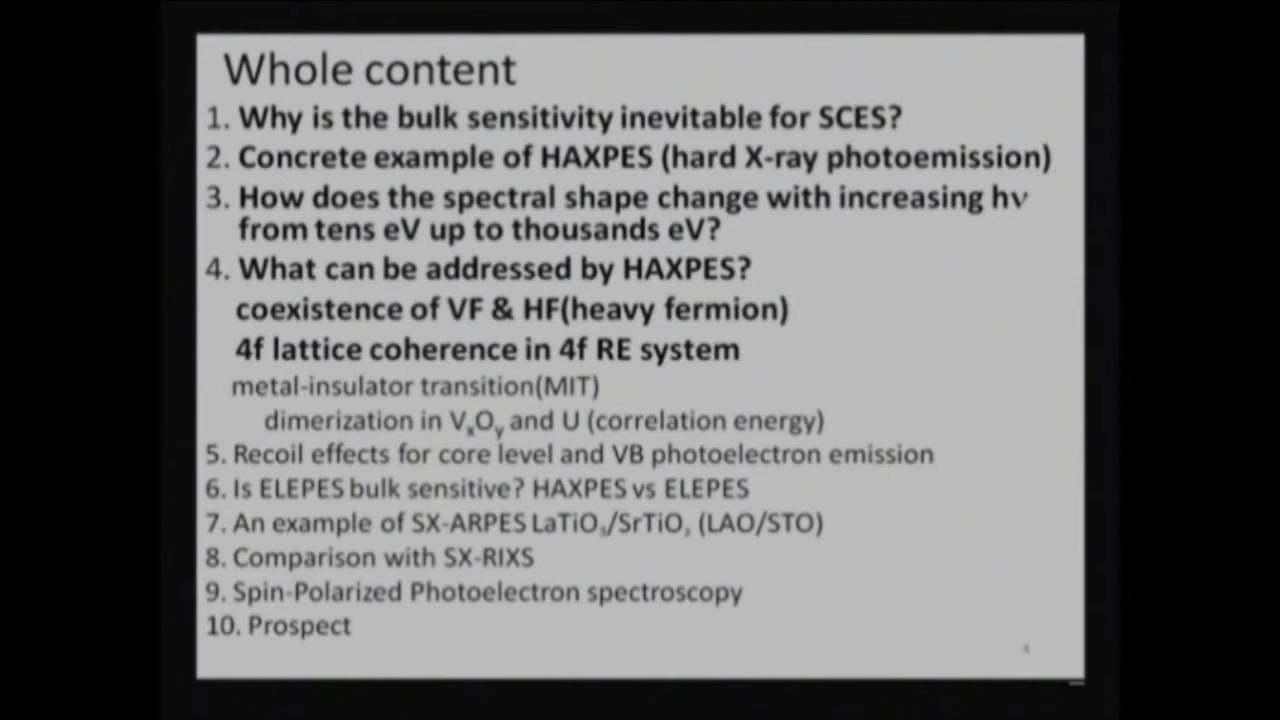 Whole content
1. Why is the bulk sensitivity inevitable for SCES?
2. Concrete example of HAXPES (hard X-ray photoemission)
3. How does the spectral shape change with increasing hν
from tens eV up to thousands eV?
4. What can be addressed by HAXPES?
coexistence of VF & HF(heavy fermion)
4f lattice coherence in 4f RE system
metal-insulator transition(MIT)
dimerization in VxOy and U (correlation energy)
5. Recoil effects for core level and VB photoelectron emission
6. Is ELEPES bulk sensitive? HAXPES vs ELEPES
7. An example of SX-ARPES LaTiO3/SrTiO3 (LAO/STO)
8. Comparison with SX-RIXS
9. Spin-Polarized Photoelectron spectroscopy
10. Prospect
4